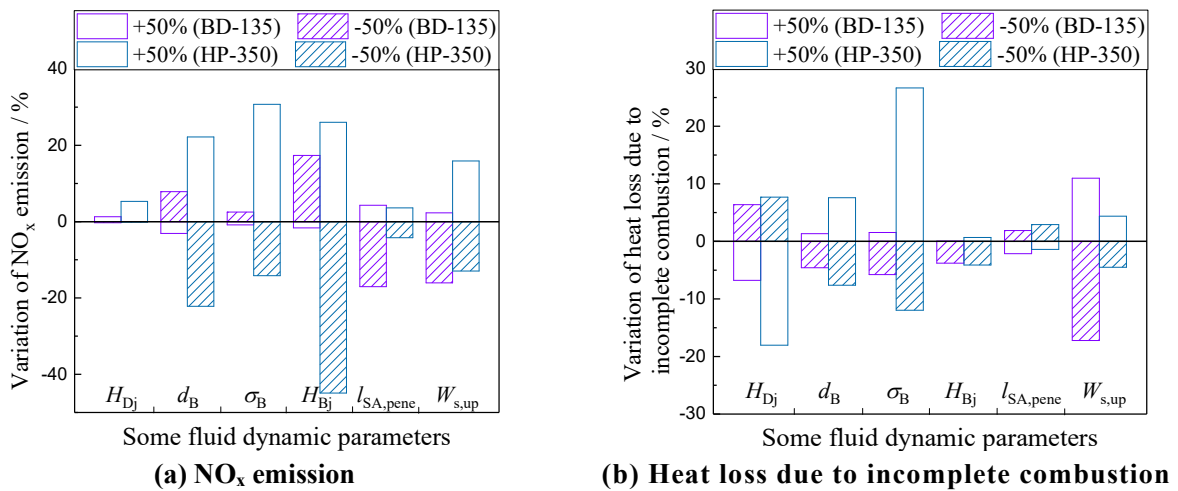 +50% (BD-135) -50% (BD-135)
+50% (HP-350) -50% (HP-350)
40
20
0
-20
-40
Variation of NOx emission / %
HDj dB σB HBj lSA,pene Ws,up
Some fluid dynamic parameters
(a) NOx emission
+50% (BD-135) -50% (BD-135)
+50% (HP-350) -50% (HP-350)
30
20
10
0
-10
-20
-30
Variation of heat loss due to
incomplete combustion / %
HDj dB σB HBj lSA,pene Ws,up
Some fluid dynamic parameters
(b) Heat loss due to incomplete combustion